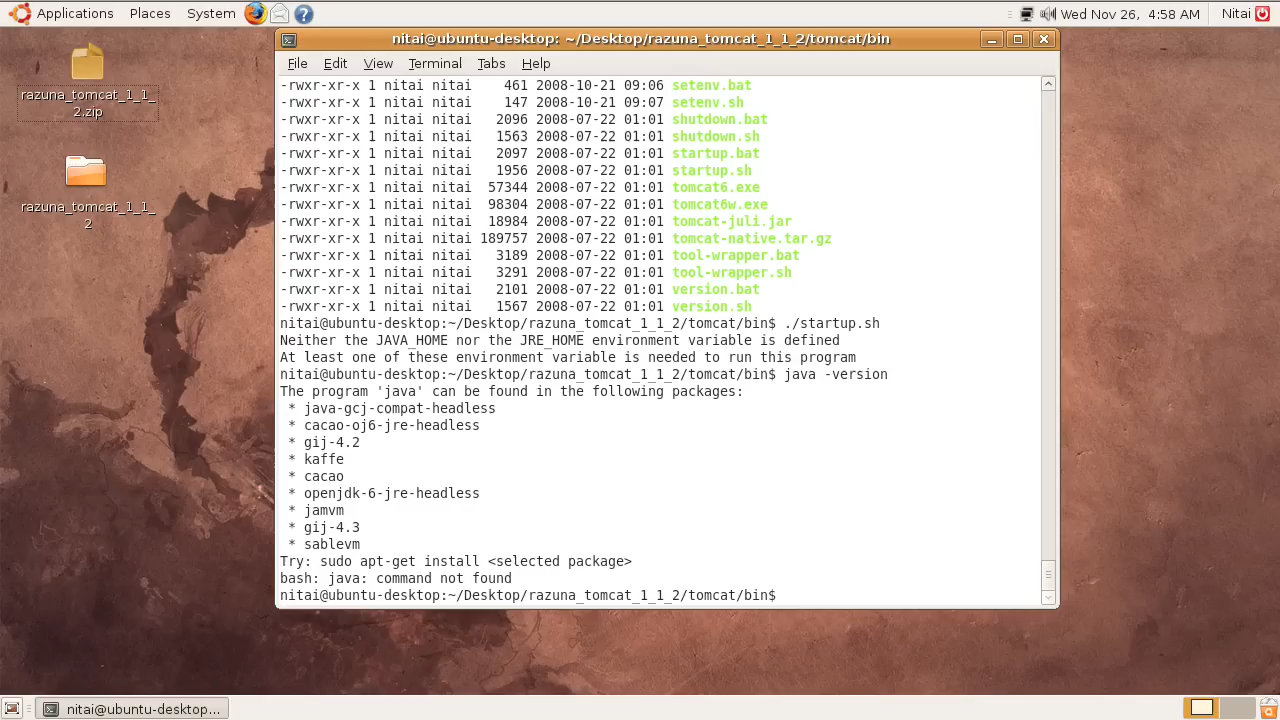 Applications Places System Wed Nov 26, 4:58 AM Nitai
razuna_tomcat_1_1_
2.zip
razuna_tomcat_1_1_
2
nitai@ubuntu-desktop: ~/Desktop/razuna_tomcat_1_1_2/tomcat/bin
File Edit View Terminal Tabs Help
-rwxr-xr-x 1 nitai nitai    461 2008-10-21 09:06 setenv.bat
-rwxr-xr-x 1 nitai nitai    147 2008-10-21 09:07 setenv.sh
-rwxr-xr-x 1 nitai nitai   2096 2008-07-22 01:01 shutdown.bat
-rwxr-xr-x 1 nitai nitai   1563 2008-07-22 01:01 shutdown.sh
-rwxr-xr-x 1 nitai nitai   2097 2008-07-22 01:01 startup.bat
-rwxr-xr-x 1 nitai nitai   1956 2008-07-22 01:01 startup.sh
-rwxr-xr-x 1 nitai nitai  57344 2008-07-22 01:01 tomcat6.exe
-rwxr-xr-x 1 nitai nitai  98304 2008-07-22 01:01 tomcat6w.exe
-rwxr-xr-x 1 nitai nitai  18984 2008-07-22 01:01 tomcat-juli.jar
-rwxr-xr-x 1 nitai nitai 189757 2008-07-22 01:01 tomcat-native.tar.gz
-rwxr-xr-x 1 nitai nitai   3189 2008-07-22 01:01 tool-wrapper.bat
-rwxr-xr-x 1 nitai nitai   3291 2008-07-22 01:01 tool-wrapper.sh
-rwxr-xr-x 1 nitai nitai   2101 2008-07-22 01:01 version.bat
-rwxr-xr-x 1 nitai nitai   1567 2008-07-22 01:01 version.sh
nitai@ubuntu-desktop:~/Desktop/razuna_tomcat_1_1_2/tomcat/bin$ ./startup.sh
Neither the JAVA_HOME nor the JRE_HOME environment variable is defined
At least one of these environment variable is needed to run this program
nitai@ubuntu-desktop:~/Desktop/razuna_tomcat_1_1_2/tomcat/bin$ java -version
The program 'java' can be found in the following packages:
 * java-gcj-compat-headless
 * cacao-oj6-jre-headless
 * gij-4.2
 * kaffe
 * cacao
 * openjdk-6-jre-headless
 * jamvm
 * gij-4.3
 * sablevm
Try: sudo apt-get install <selected package>
bash: java: command not found
nitai@ubuntu-desktop:~/Desktop/razuna_tomcat_1_1_2/tomcat/bin$
nitai@ubuntu-desktop...